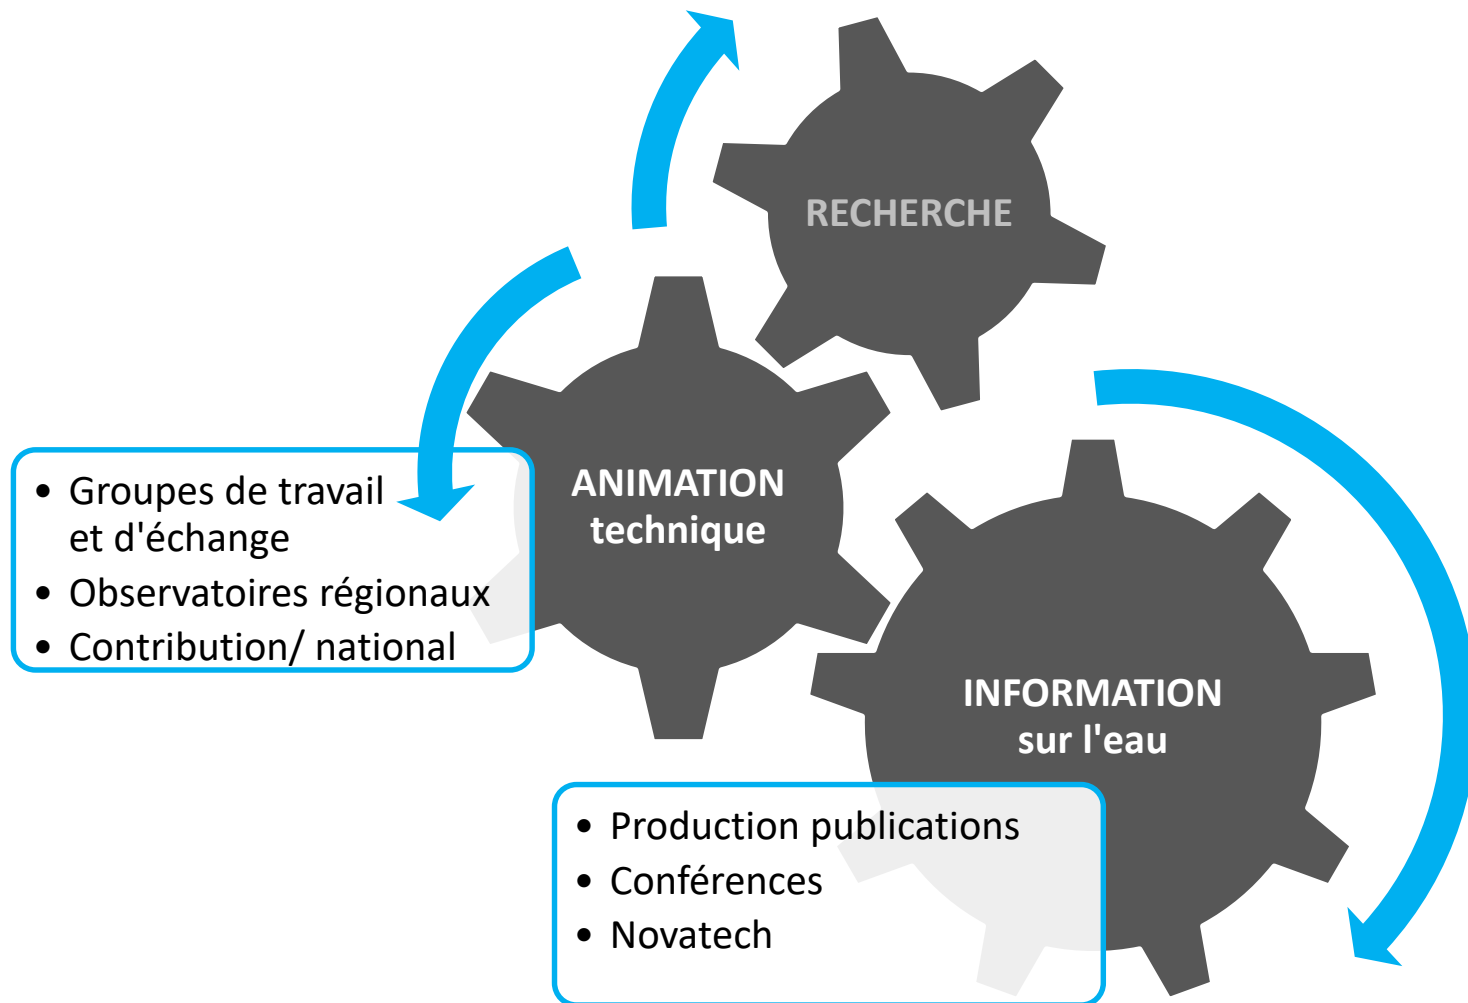 RECHERCHE
ANIMATION
technique
• Groupes de travail
et d'échange
• Observatoires régionaux
• Contribution/ national
INFORMATION
sur l'eau
• Production publications
• Conférences
• Novatech